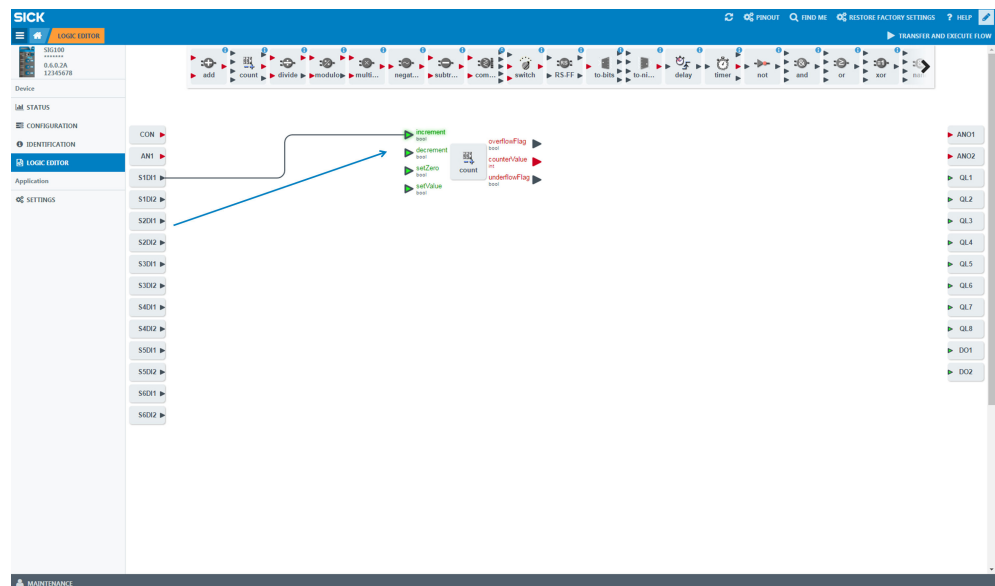 SICK
PINOUT FIND ME RESTORE FACTORY SETTINGS ? HELP
LOGIC EDITOR
TRANSFER AND EXECUTE FLOW
SIG100
*******
0.6.0.2A
12345678
add count divide modulo multi... negat... subtr... com... switch RS-FF to-bits to-ni... delay timer not and or xor
Device
STATUS
CONFIGURATION
IDENTIFICATION
LOGIC EDITOR
Application
SETTINGS
CON
AN1
S1DI1
S1DI2
S2DI1
S2DI2
S3DI1
S3DI2
S4DI1
S4DI2
S5DI1
S5DI2
S6DI1
S6DI2
increment
bool
decrement
bool
setZero
bool
setValue
bool
count
overflowFlag
bool
counterValue
int
underflowFlag
bool
ANO1
ANO2
QL1
QL2
QL3
QL4
QL5
QL6
QL7
QL8
DO1
DO2
MAINTENANCE